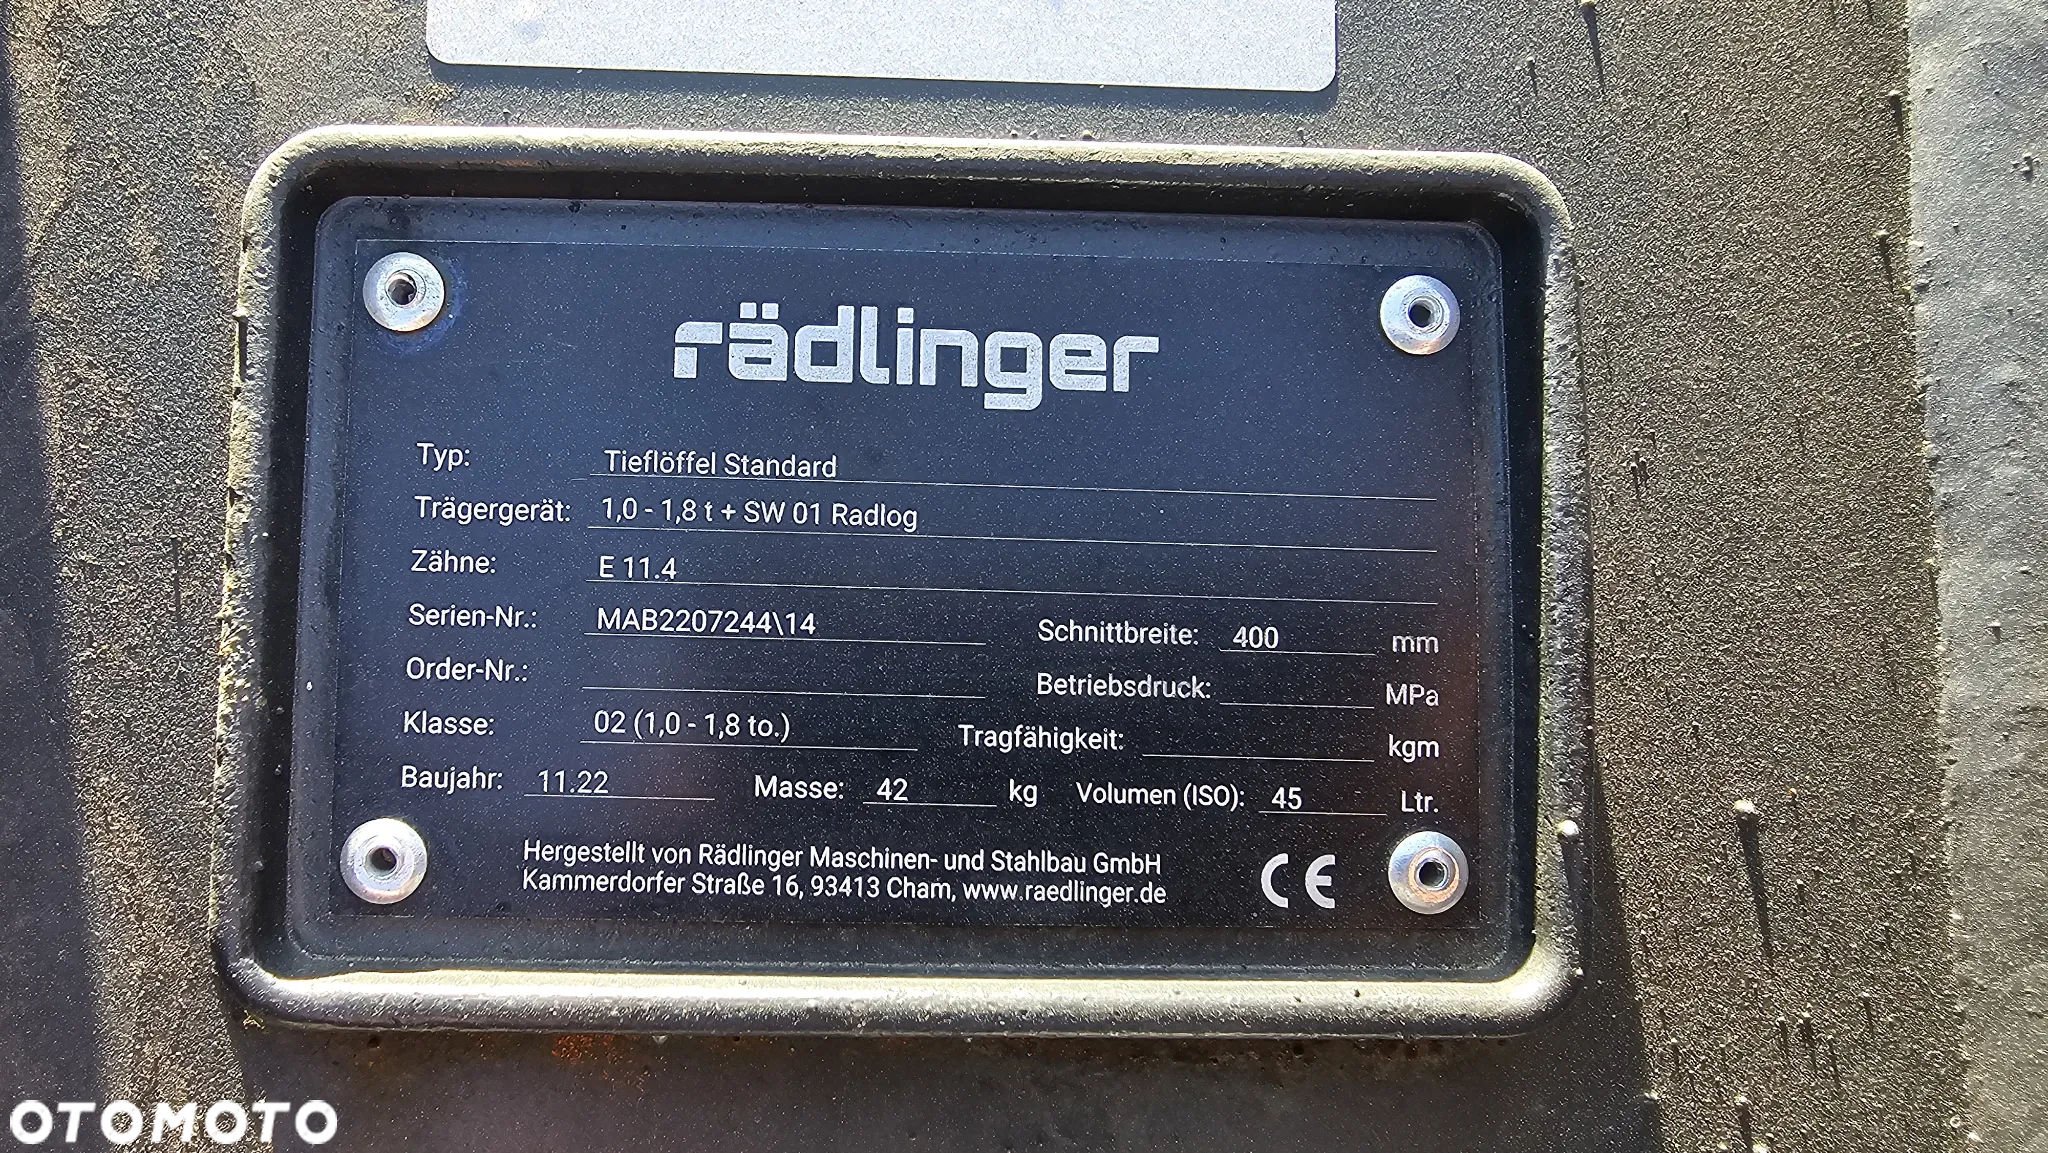 rädlinger
Typ: Tieflöffel Standard
Trägergerät: 1,0 - 1,8 t + SW 01 Radlog
Zähne: E 11.4
Serien-Nr.: MAB2207244\14 Schnittbreite: 400 mm
Order-Nr.: Betriebsdruck: MPa
Klasse: 02 (1,0 - 1,8 to.) Tragfähigkeit: kgm
Baujahr: 11.22 Masse: 42 kg Volumen (ISO): 45 Ltr.
Hergestellt von Rädlinger Maschinen- und Stahlbau GmbH
Kammerdorfer Straße 16, 93413 Cham, www.raedlinger.de
CE
OTOMOTO